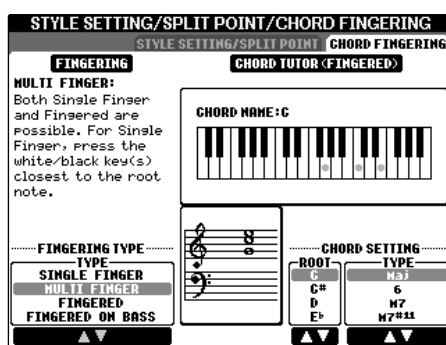 STYLE SETTING/SPLIT POINT/CHORD FINGERING
STYLE SETTING/SPLIT POINT CHORD FINGERING
FINGERING
CHORD TUTOR (FINGERED)
MULTI FINGER:
Both Single Finger
and Fingered are
possible. For Single
Finger, press the
white/black key(s)
closest to the root
note.
CHORD NAME:C
FINGERING TYPE
TYPE
SINGLE FINGER
MULTI FINGER
FINGERED
FINGERED ON BASS
CHORD SETTING
ROOT
C
C#
D
E♭
TYPE
Maj
6
M7
M7#11